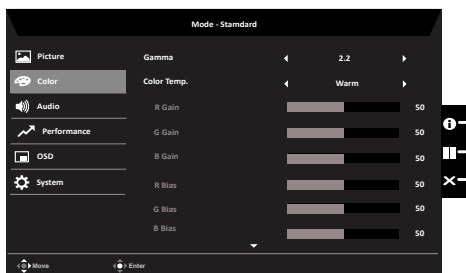 Mode - Stamdard
Picture
Gamma 2.2
Color
Color Temp. Warm
Audio
R Gain 50
Performance
G Gain 50
OSD
B Gain 50
System
R Bias 50
G Bias 50
B Bias 50
Move Enter